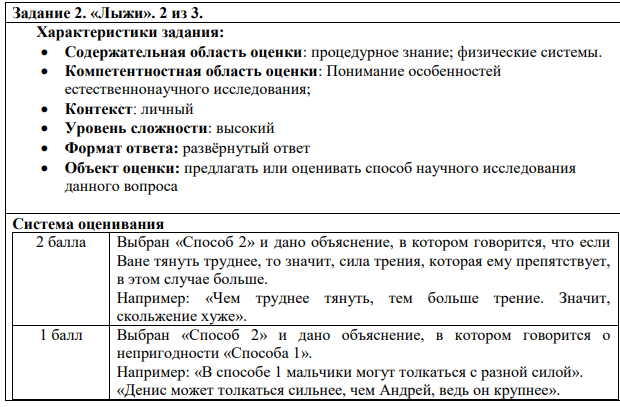 Задание 2. «Лыжи». 2 из 3.
Характеристики задания:
• Содержательная область оценки: процедурное знание; физические системы.
• Компетентностная область оценки: Понимание особенностей
естественнонаучного исследования;
• Контекст: личный
• Уровень сложности: высокий
• Формат ответа: развёрнутый ответ
• Объект оценки: предлагать или оценивать способ научного исследования
данного вопроса
Система оценивания
2 балла
Выбран «Способ 2» и дано объяснение, в котором говорится, что если
Ване тянуть труднее, то значит, сила трения, которая ему препятствует,
в этом случае больше.
Например: «Чем труднее тянуть, тем больше трение. Значит,
скольжение хуже».
1 балл
Выбран «Способ 2» и дано объяснение, в котором говорится о
непригодности «Способа 1».
Например: «В способе 1 мальчики могут толкаться с разной силой».
«Денис может толкаться сильнее, чем Андрей, ведь он крупнее».